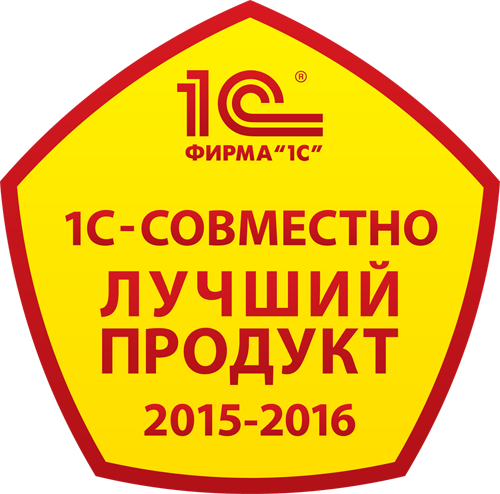 1С®
ФИРМА "1С"
1С-СОВМЕСТНО
ЛУЧШИЙ
ПРОДУКТ
2015-2016